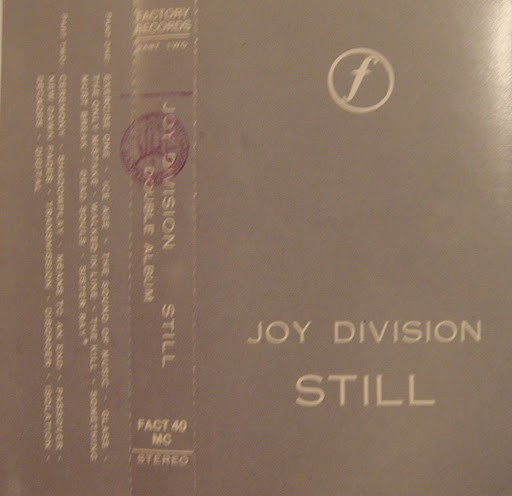 PART ONE: EXERCISE ONE - ICE AGE - THE SOUND OF MUSIC - GLASS -
THE ONLY MISTAKE - WALKED IN LINE - THE KILL - SOMETHING
MUST BREAK - DEAD SOULS - SISTER RAY*
PART TWO: CEREMONY - SHADOWPLAY - MEANS TO AN END - PASSOVER -
NEW DAWN FADES - TRANSMISSION - DISORDER - ISOLATION -
DECADES - DIGITAL
FACTORY
RECORDS
PART TWO
JOY DIVISION STILL
DOUBLE ALBUM
FACT 40
MC
STEREO
f
JOY DIVISION
STILL